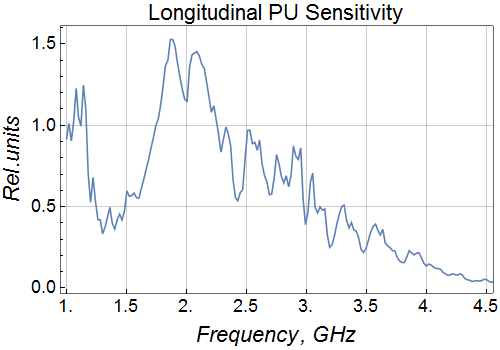 Longitudinal PU Sensitivity
Rel.units
1.5
1.0
0.5
0.0
1. 1.5 2. 2.5 3. 3.5 4. 4.5
Frequency, GHz